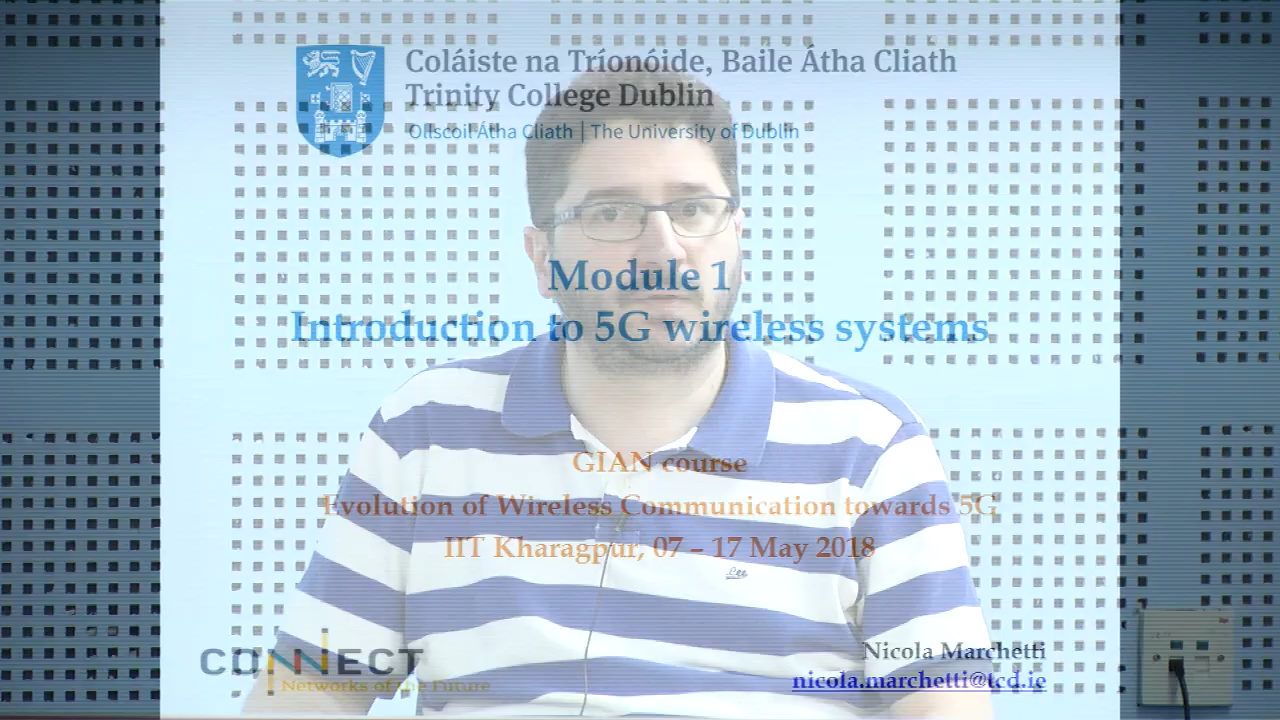 Coláiste na Tríonóide, Baile Átha Cliath
Trinity College Dublin
Ollscoil Átha Cliath | The University of Dublin
Module 1
Introduction to 5G wireless systems
GIAN course
Evolution of Wireless Communication towards 5G
IIT Kharagpur, 07 – 17 May 2018
Lee
CONNECT
Networks of the Future
Nicola Marchetti
nicola.marchetti@tcd.ie